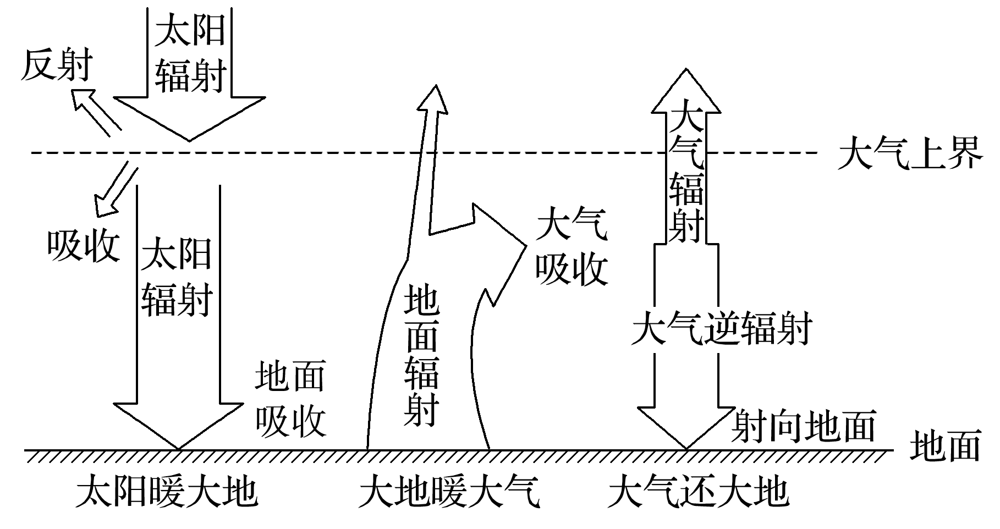 太阳
辐射
反射
大气上界
吸收
太阳
辐射
地面
吸收
地面辐射
大气
吸收
大气辐射
大气逆辐射
射向地面
地面
太阳暖大地
大地暖大气
大气还大地